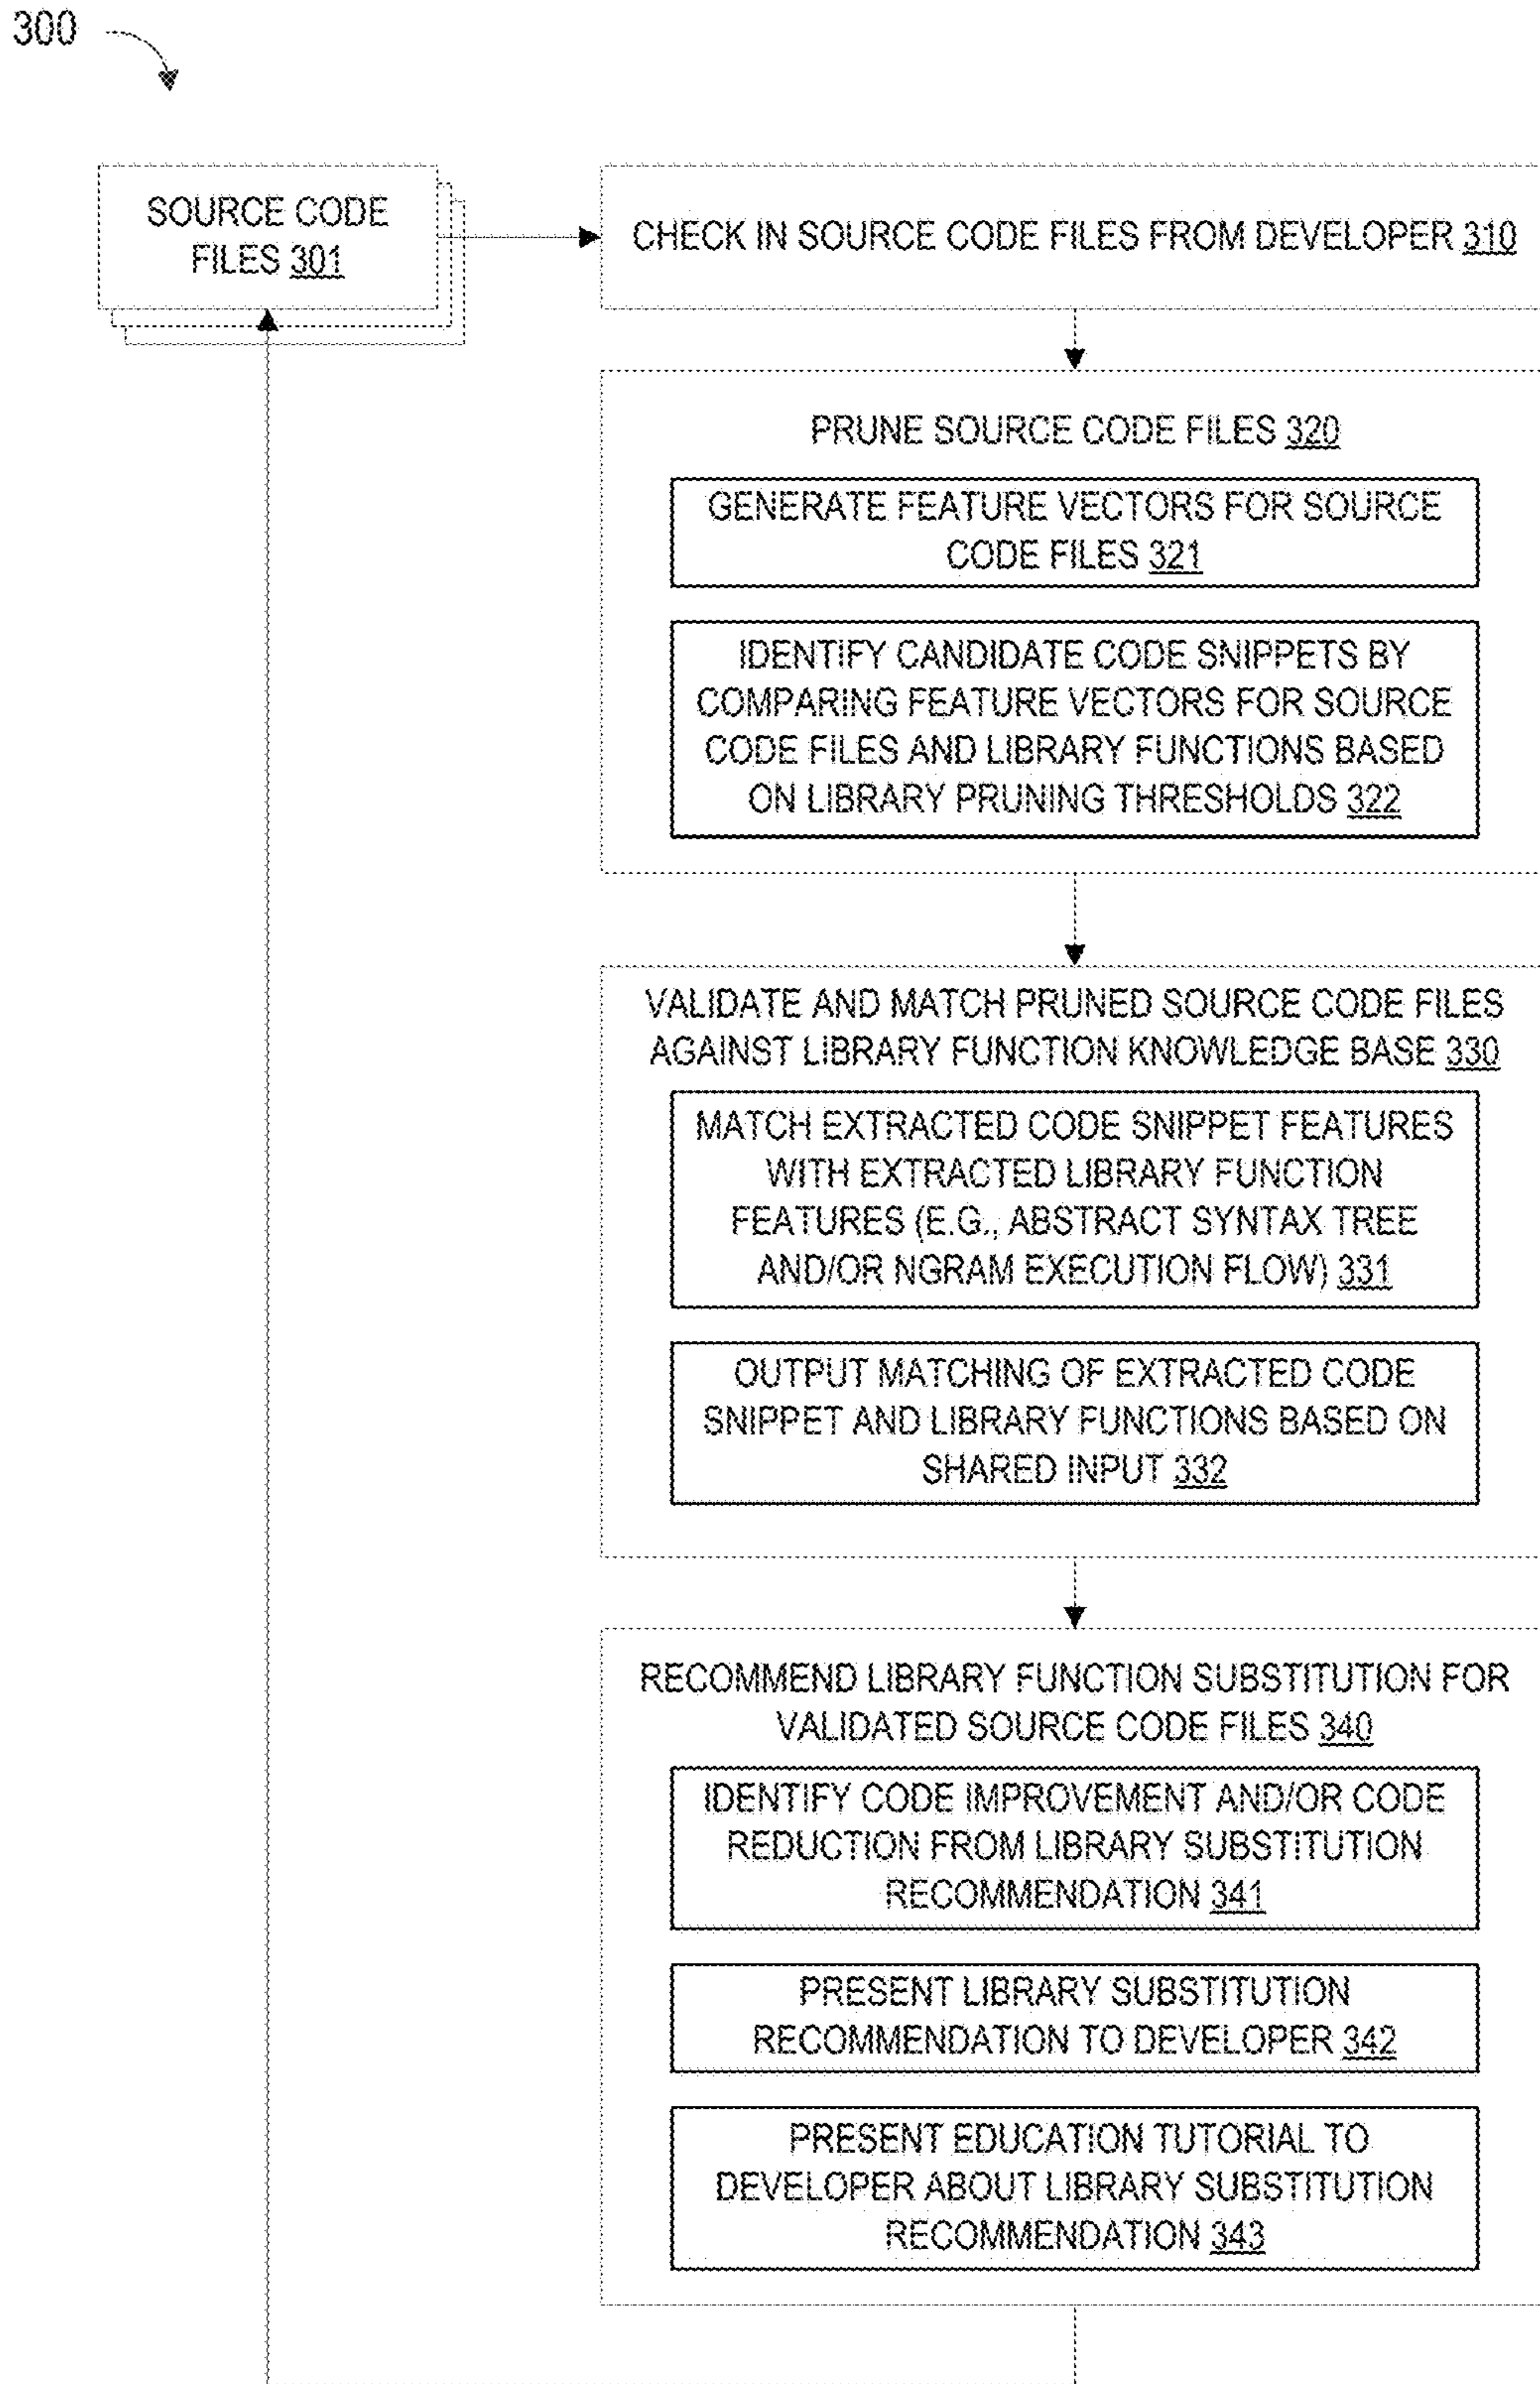 300
SOURCE CODE
FILES 301
CHECK IN SOURCE CODE FILES FROM DEVELOPER 310
PRUNE SOURCE CODE FILES 320
GENERATE FEATURE VECTORS FOR SOURCE
CODE FILES 321
IDENTIFY CANDIDATE CODE SNIPPETS BY
COMPARING FEATURE VECTORS FOR SOURCE
CODE FILES AND LIBRARY FUNCTIONS BASED
ON LIBRARY PRUNING THRESHOLDS 322
VALIDATE AND MATCH PRUNED SOURCE CODE FILES
AGAINST LIBRARY FUNCTION KNOWLEDGE BASE 330
MATCH EXTRACTED CODE SNIPPET FEATURES
WITH EXTRACTED LIBRARY FUNCTION
FEATURES (E.G., ABSTRACT SYNTAX TREE
AND/OR NGRAM EXECUTION FLOW) 331
OUTPUT MATCHING OF EXTRACTED CODE
SNIPPET AND LIBRARY FUNCTIONS BASED ON
SHARED INPUT 332
RECOMMEND LIBRARY FUNCTION SUBSTITUTION FOR
VALIDATED SOURCE CODE FILES 340
IDENTIFY CODE IMPROVEMENT AND/OR CODE
REDUCTION FROM LIBRARY SUBSTITUTION
RECOMMENDATION 341
PRESENT LIBRARY SUBSTITUTION
RECOMMENDATION TO DEVELOPER 342
PRESENT EDUCATION TUTORIAL TO
DEVELOPER ABOUT LIBRARY SUBSTITUTION
RECOMMENDATION 343